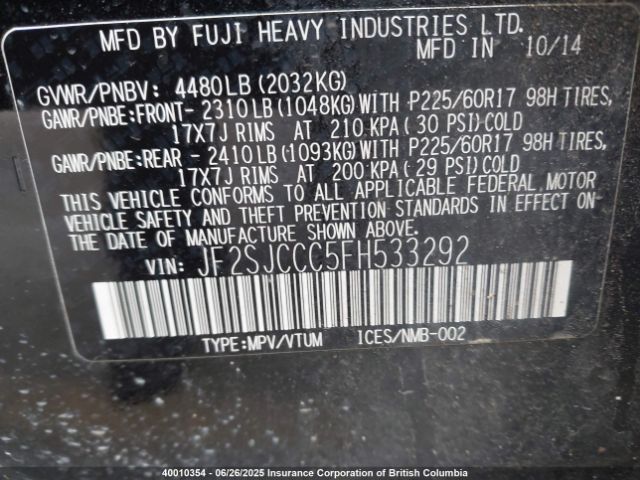 MFD BY FUJI HEAVY INDUSTRIES LTD.
MFD IN 10/14
GVWR/PNBV: 4480LB (2032KG)
GAWR/PNBE:FRONT- 2310LB (1048KG) WITH P225/60R17 98H TIRES,
17X7J RIMS AT 210 KPA ( 30 PSI) COLD
GAWR/PNBE:REAR - 2410LB (1093KG) WITH P225/60R17 98H TIRES,
17X7J RIMS AT 200 KPA ( 29 PSI) COLD
THIS VEHICLE CONFORMS TO ALL APPLICABLE FEDERAL MOTOR
VEHICLE SAFETY AND THEFT PREVENTION STANDARDS IN EFFECT ON
THE DATE OF MANUFACTURE SHOWN ABOVE.
VIN: JF2SJCCC5FH533292
TYPE:MPV/VTUM ICES/NMB-002
40010354 - 06/26/2025 Insurance Corporation of British Columbia